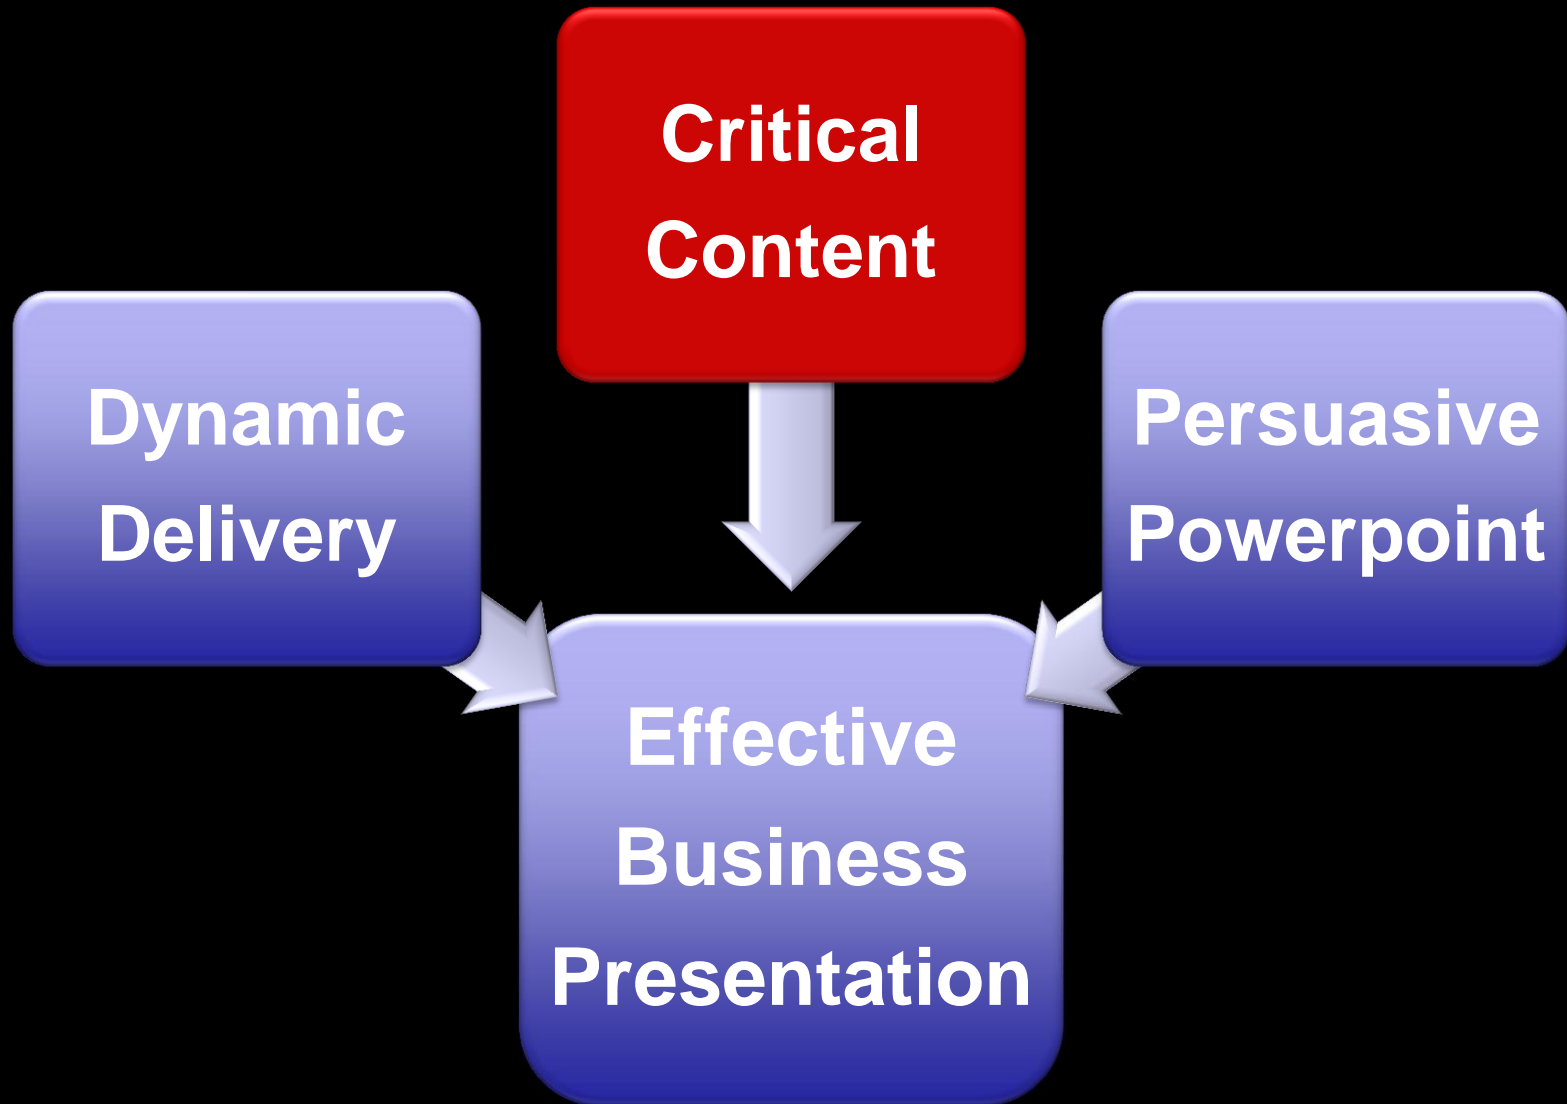 Critical
Content
Dynamic
Delivery
Persuasive
Powerpoint
Effective
Business
Presentation